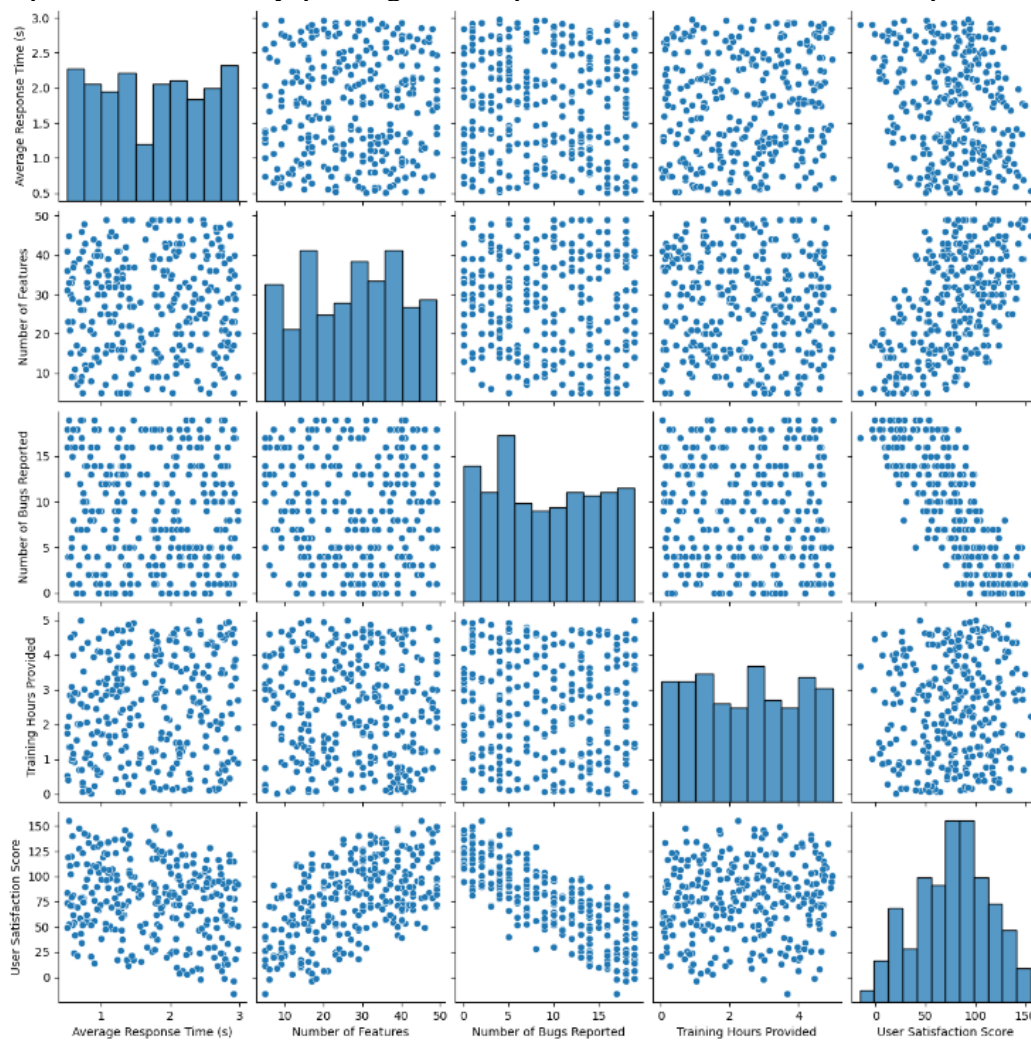 3.0
2.5
2.0
1.5
1.0
0.5
Average Response Time (s)
50
40
30
20
10
Number of Features
15
10
5
0
Number of Bugs Reported
5
4
3
2
1
0
Training Hours Provided
150
125
100
75
50
25
0
User Satisfaction Score
1 2 3
10 20 30 40 50
0 5 10 15
0 2 4
0 50 100 150
Average Response Time (s)
Number of Features
Number of Bugs Reported
Training Hours Provided
User Satisfaction Score